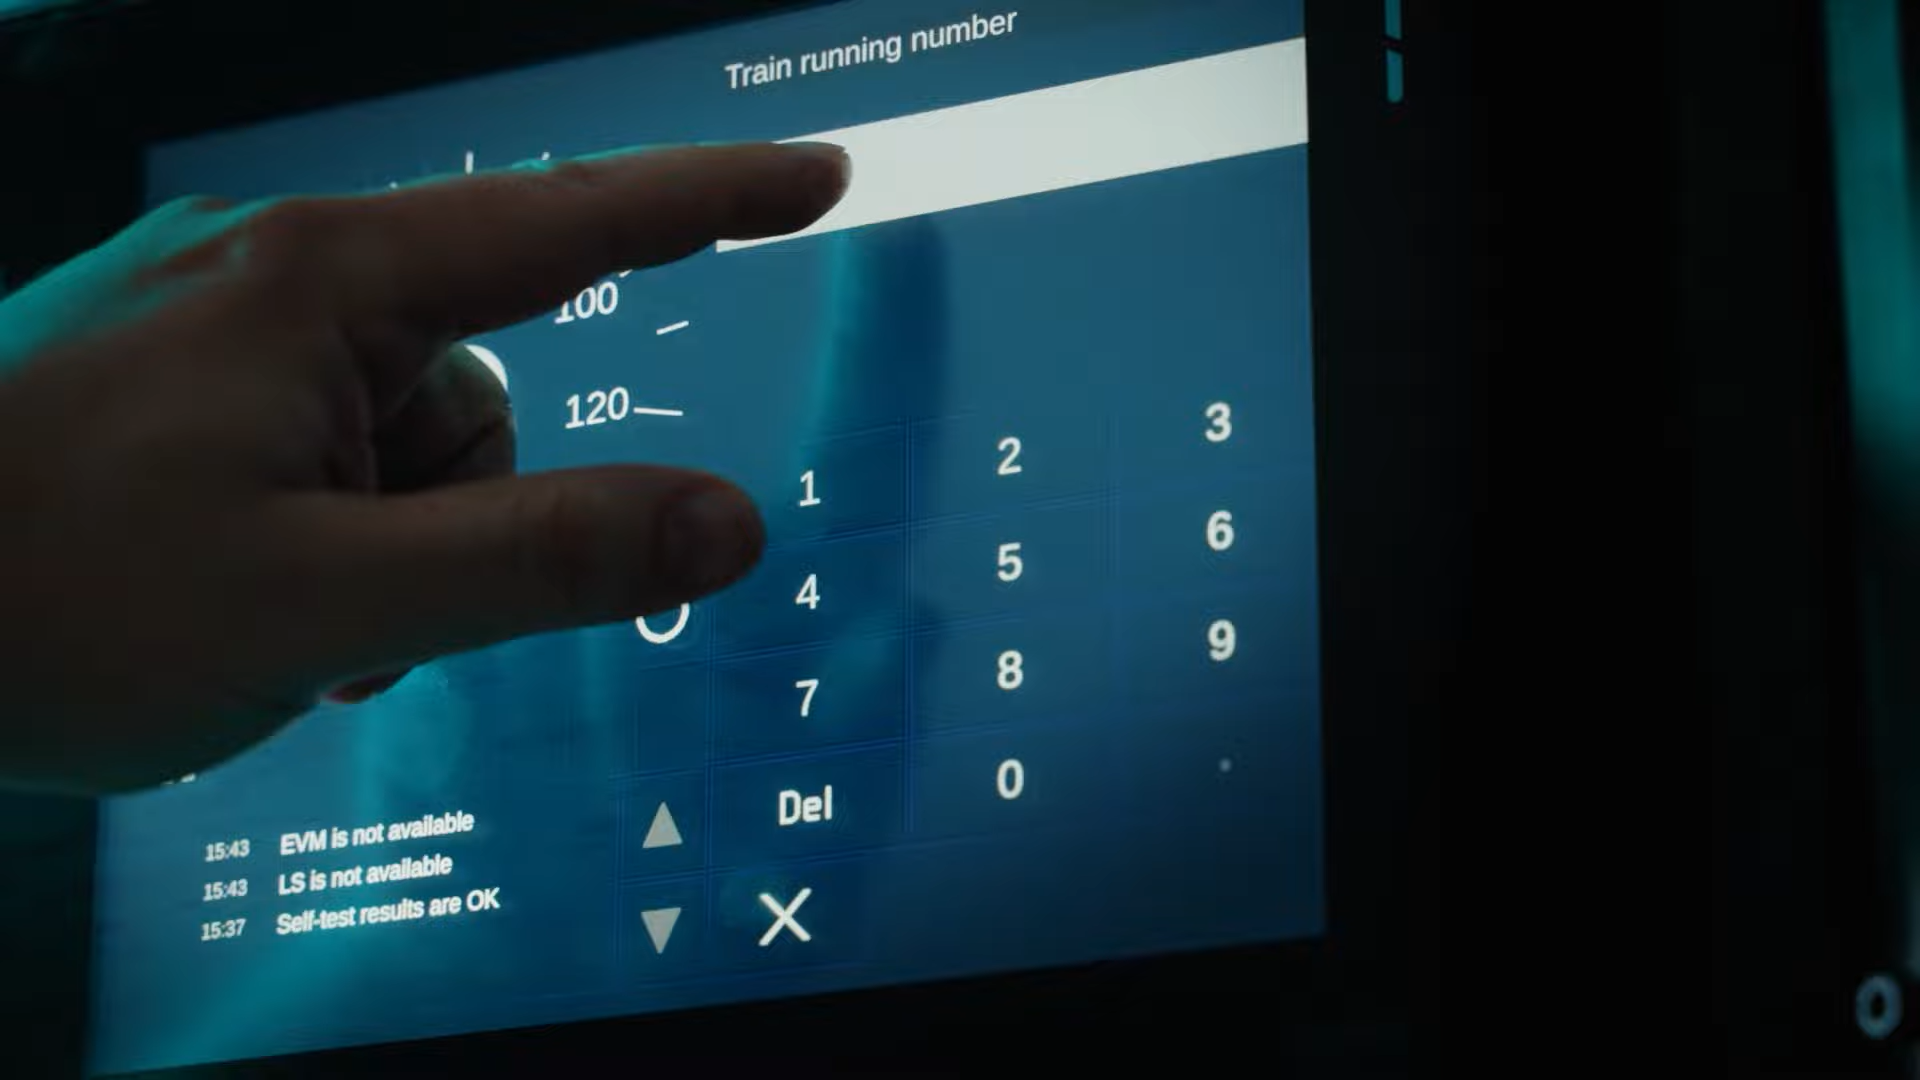 Train running number
100
120
1 2 3
4 5 6
7 8 9
Del 0 .
15:43 EVM is not available
15:43 LS is not available
15:37 Self-test results are OK